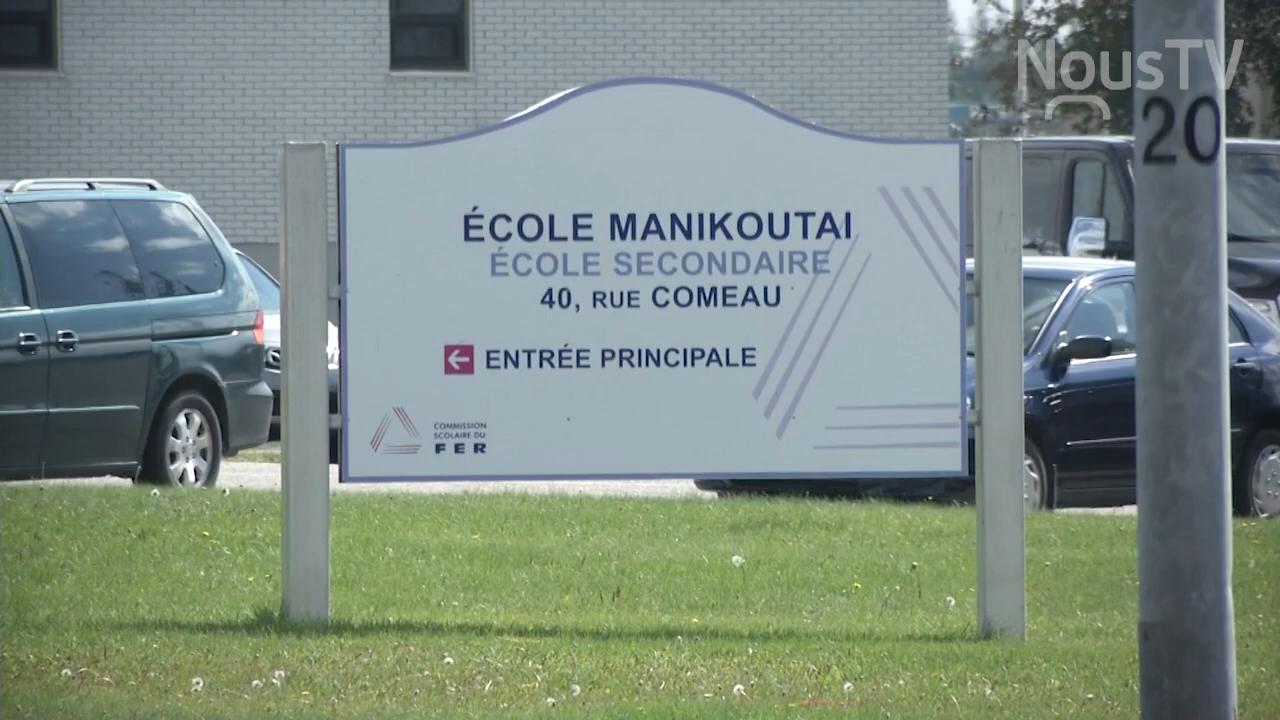 NousTV
20
ÉCOLE MANIKOUTAI
ÉCOLE SECONDAIRE
40, RUE COMEAU
ENTRÉE PRINCIPALE
COMMISSION
SCOLAIRE DU
FER